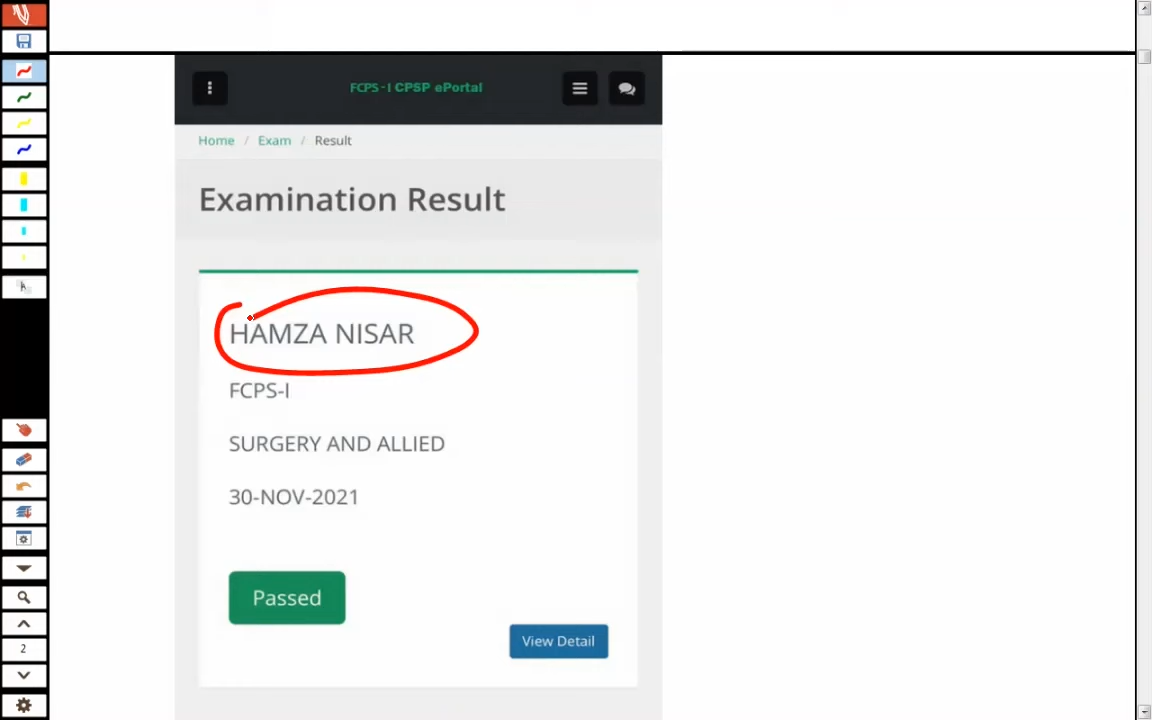 FCPS-I CPSP ePortal
Home / Exam / Result
Examination Result
HAMZA NISAR
FCPS-I
SURGERY AND ALLIED
30-NOV-2021
Passed
View Detail
2